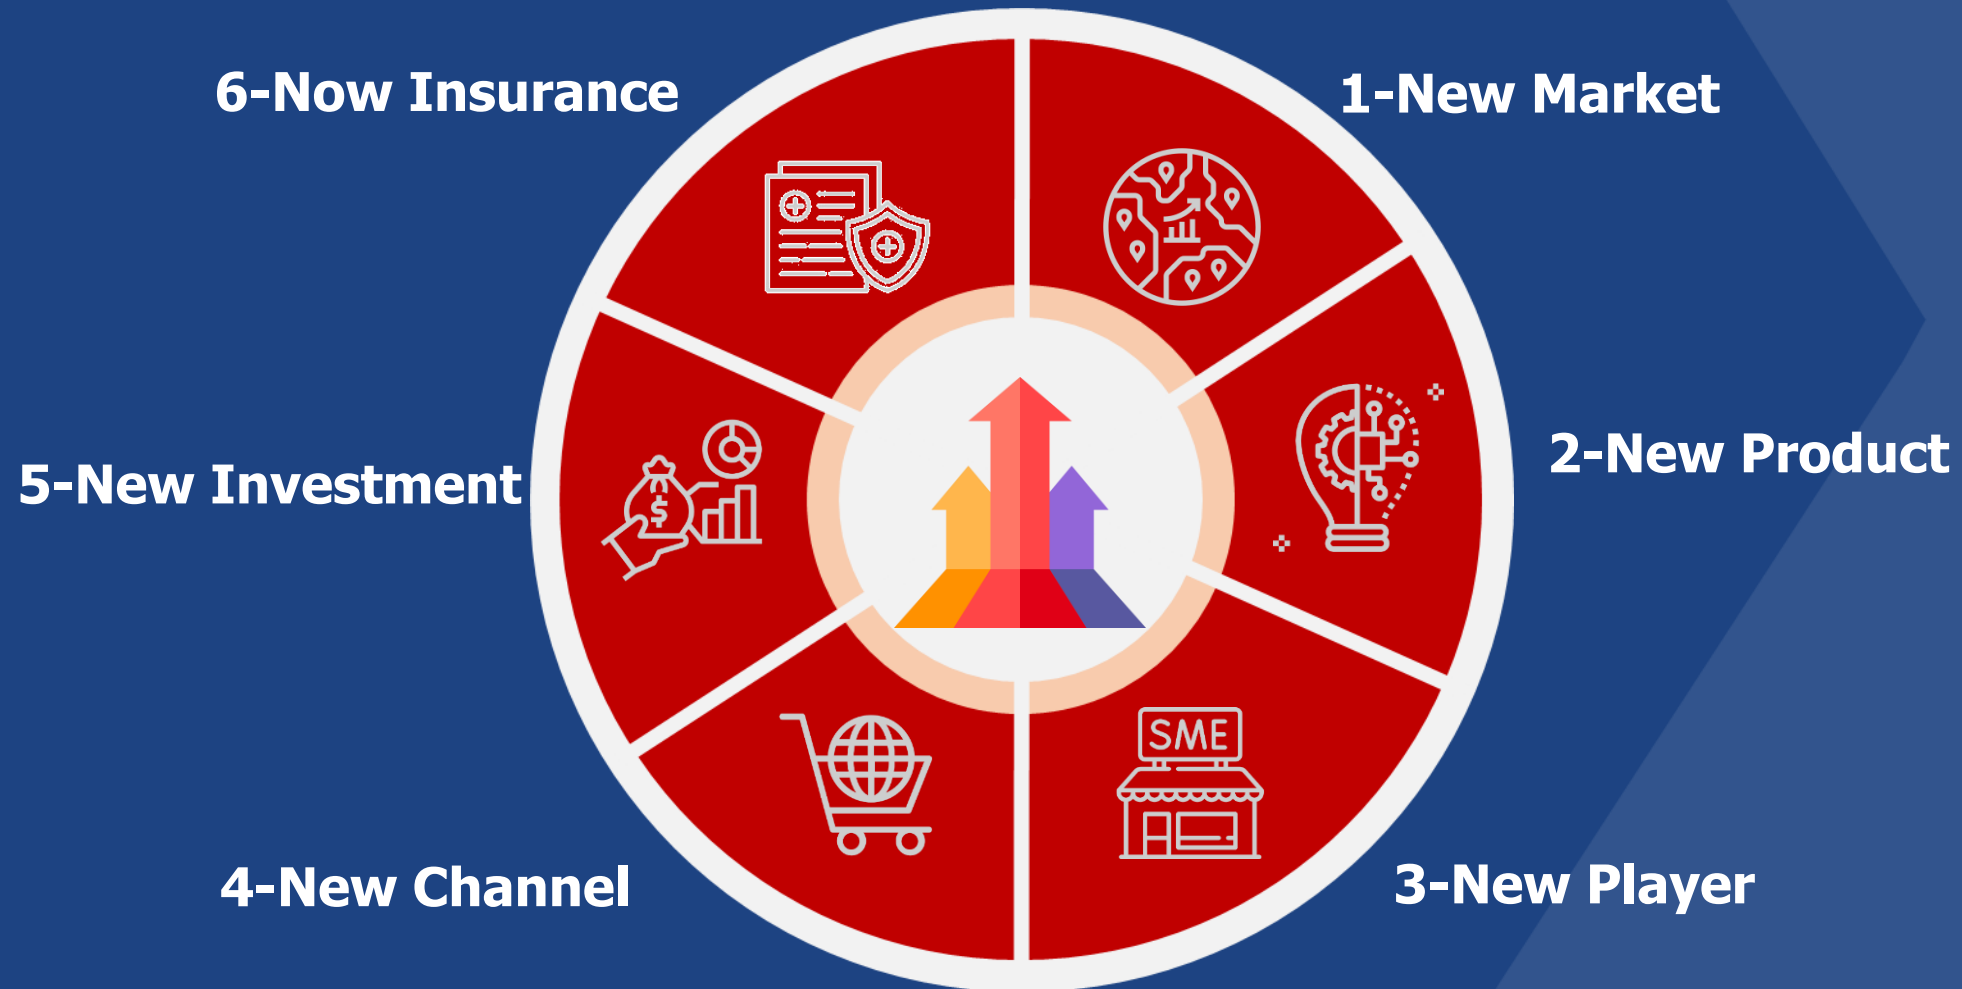 1-New Market
2-New Product
SME
3-New Player
4-New Channel
5-New Investment
$
6-Now Insurance